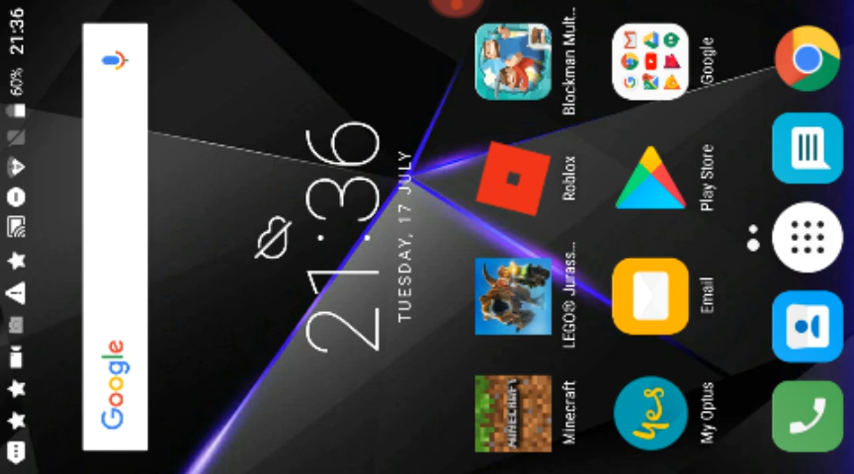 60% 21:36
Google
21:36
TUESDAY, 17 JULY
Minecraft
LEGO® Jurass...
Roblox
Blockman Mult...
My Optus
Email
Play Store
Google
MINECRAFT
Yes